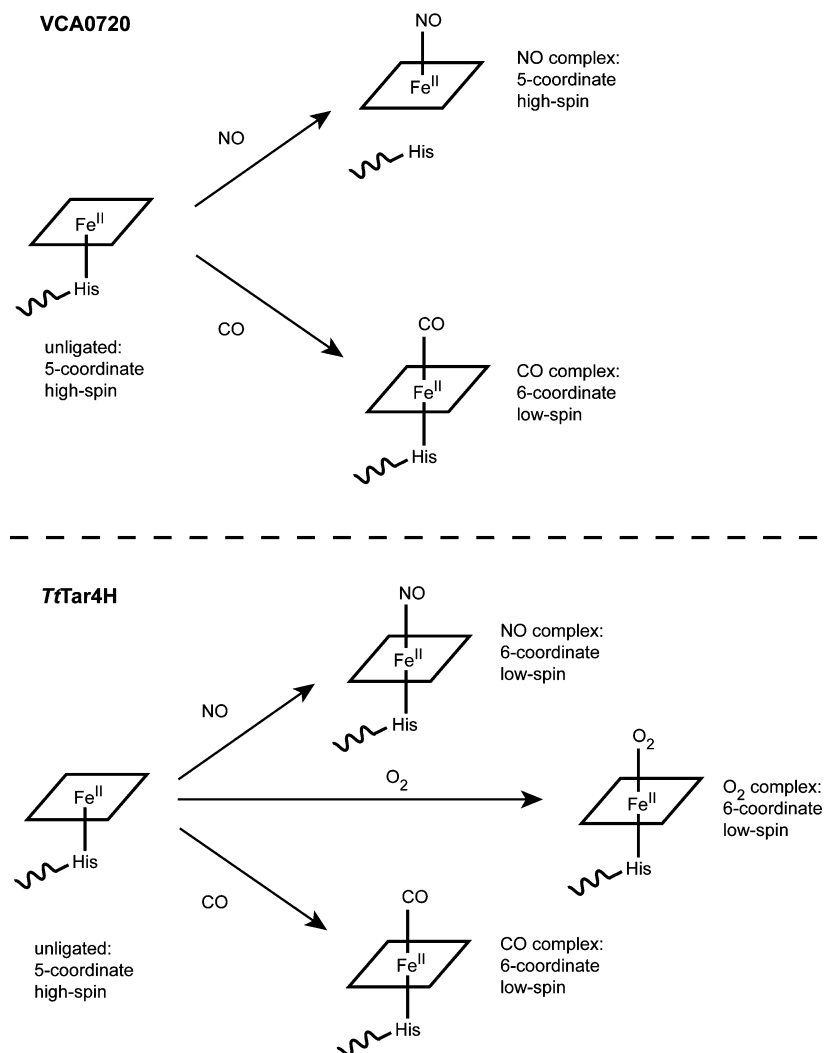 VCA0720
NO
Fe^II
NO complex:
5-coordinate
high-spin
NO
His
Fe^II
His
unligated:
5-coordinate
high-spin
CO
CO
Fe^II
His
CO complex:
6-coordinate
low-spin
TtTar4H
NO
Fe^II
His
NO complex:
6-coordinate
low-spin
NO
O₂
O₂
Fe^II
His
O₂ complex:
6-coordinate
low-spin
Fe^II
His
unligated:
5-coordinate
high-spin
CO
CO
Fe^II
His
CO complex:
6-coordinate
low-spin